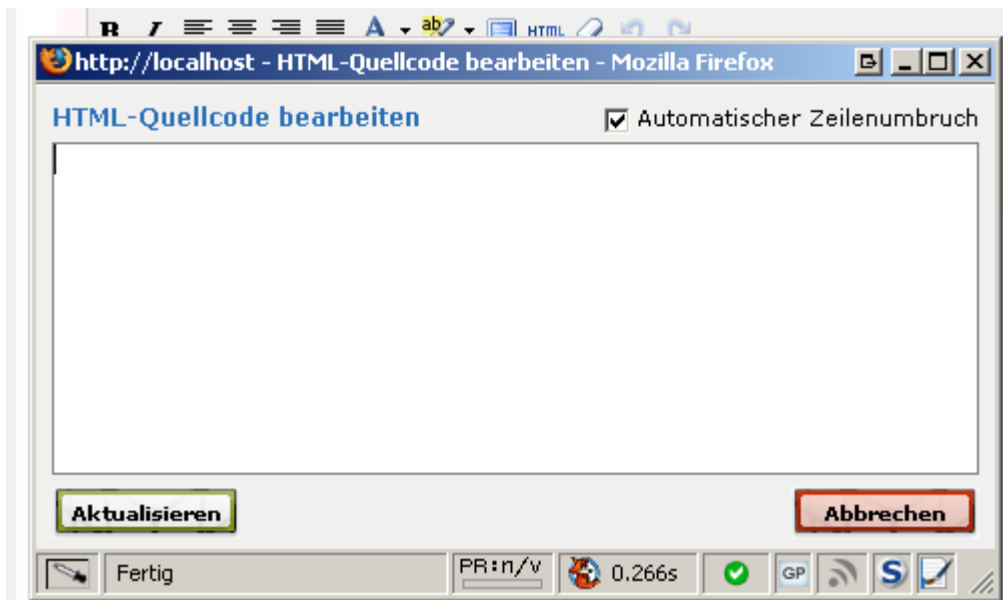 B I A ab HTML
http://localhost - HTML-Quellcode bearbeiten - Mozilla Firefox
HTML-Quellcode bearbeiten Automatischer Zeilenumbruch
Aktualisieren Abbrechen
Fertig PR:n/v 0.266s GP S